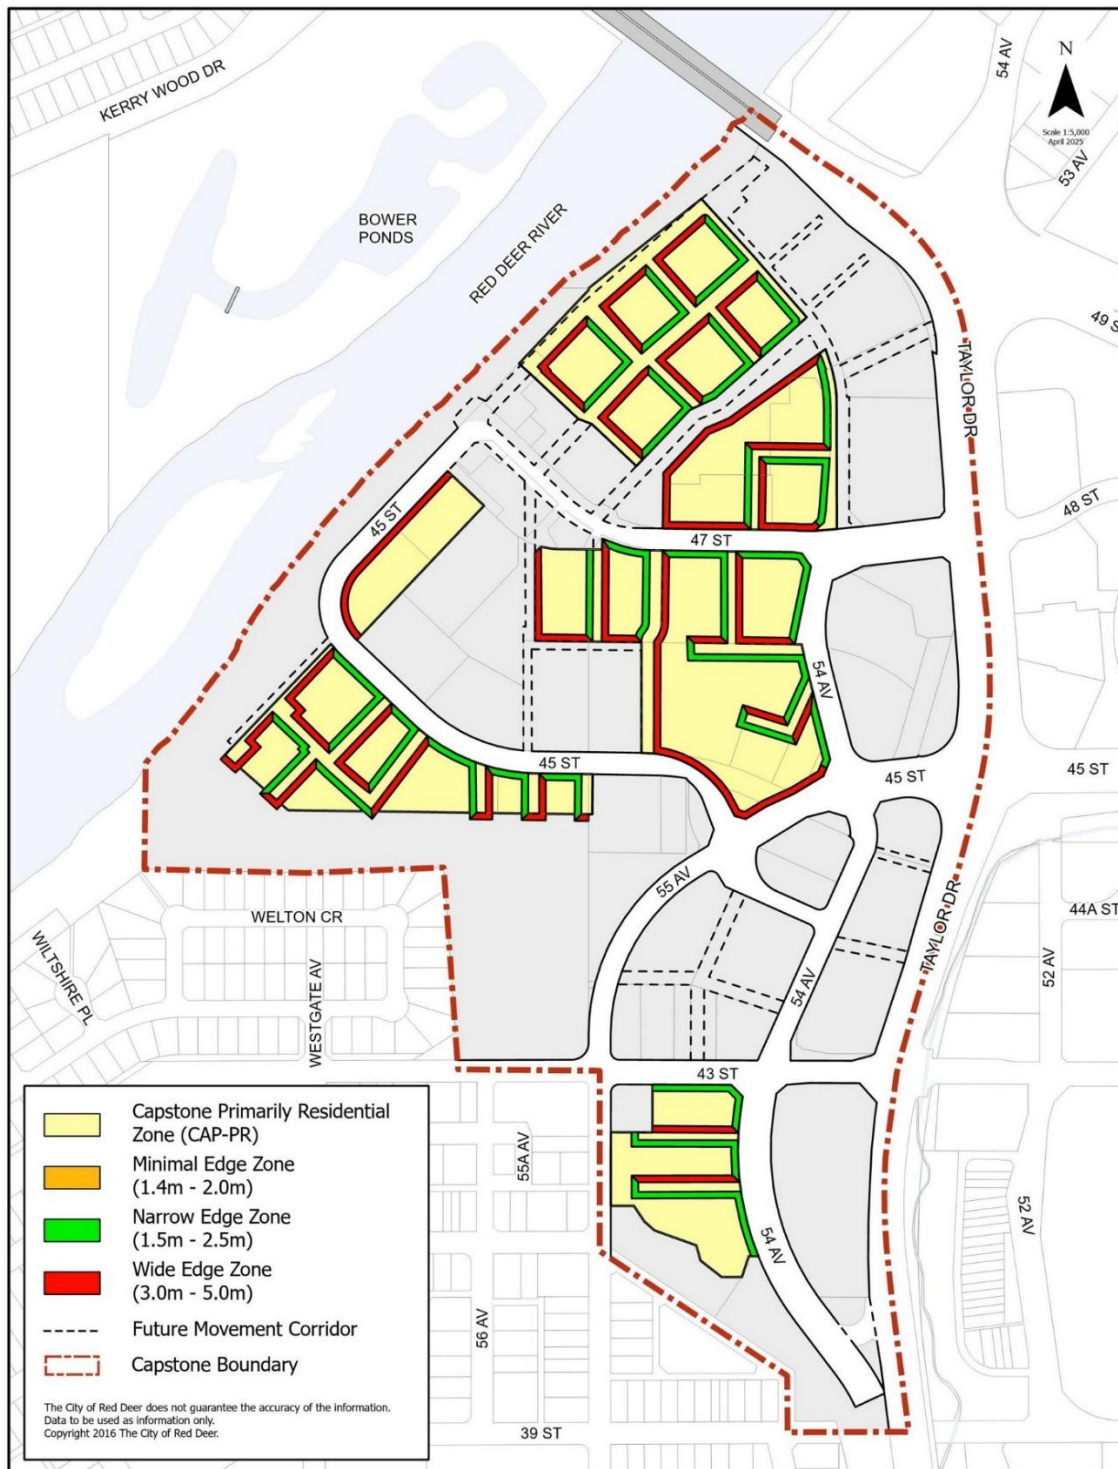 KERRY WOOD DR
54 AV
N
Scale 1:5,000
April 2025
53 AV
BOWER
PONDS
RED DEER RIVER
49 S
TAYLOR DR
48 ST
45 ST
47 ST
54 AV
45 ST
45 ST
45 ST
55 AV
44A ST
WELTON CR
WILTSHIRE PL
WESTGATE AV
54 AV
TAYLOR DR
52 AV
43 ST
55A AV
52 AV
54 AV
56 AV
39 ST
Capstone Primarily Residential
Zone (CAP-PR)
Minimal Edge Zone
(1.4m - 2.0m)
Narrow Edge Zone
(1.5m - 2.5m)
Wide Edge Zone
(3.0m - 5.0m)
Future Movement Corridor
Capstone Boundary
The City of Red Deer does not guarantee the accuracy of the information.
Data to be used as information only.
Copyright 2016 The City of Red Deer.